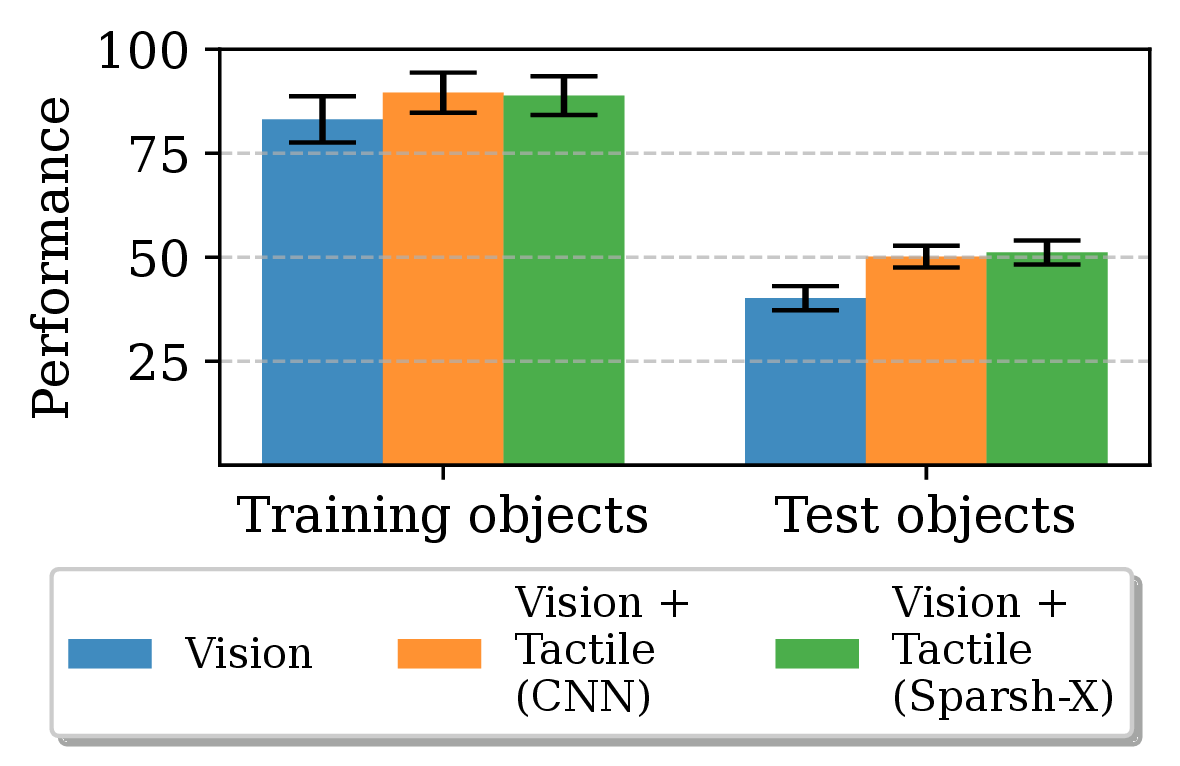 100
75
50
25
Performance
Training objects
Test objects
Vision
Vision +
Tactile
(CNN)
Vision +
Tactile
(Sparsh-X)